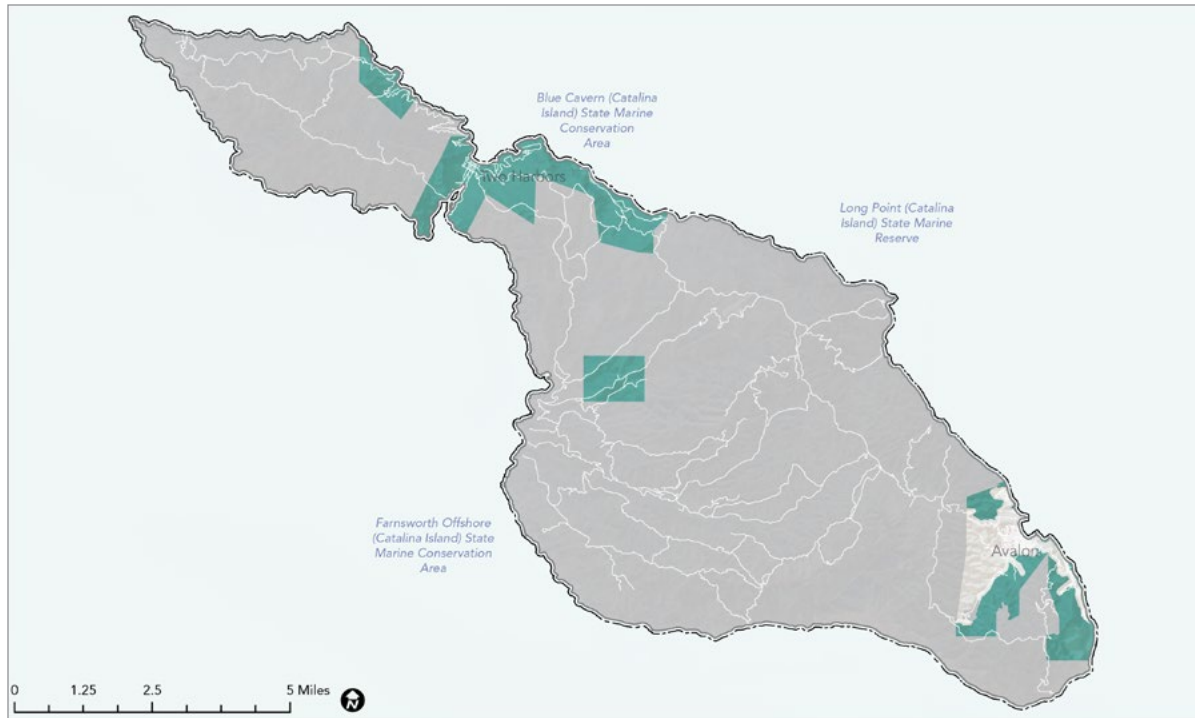 Blue Cavern (Catalina
Island) State Marine
Conservation
Area
Two Harbors
Long Point (Catalina
Island) State Marine
Reserve
Farnsworth Offshore
(Catalina Island) State
Marine Conservation
Area
Avalon
0 1.25 2.5 5 Miles
N